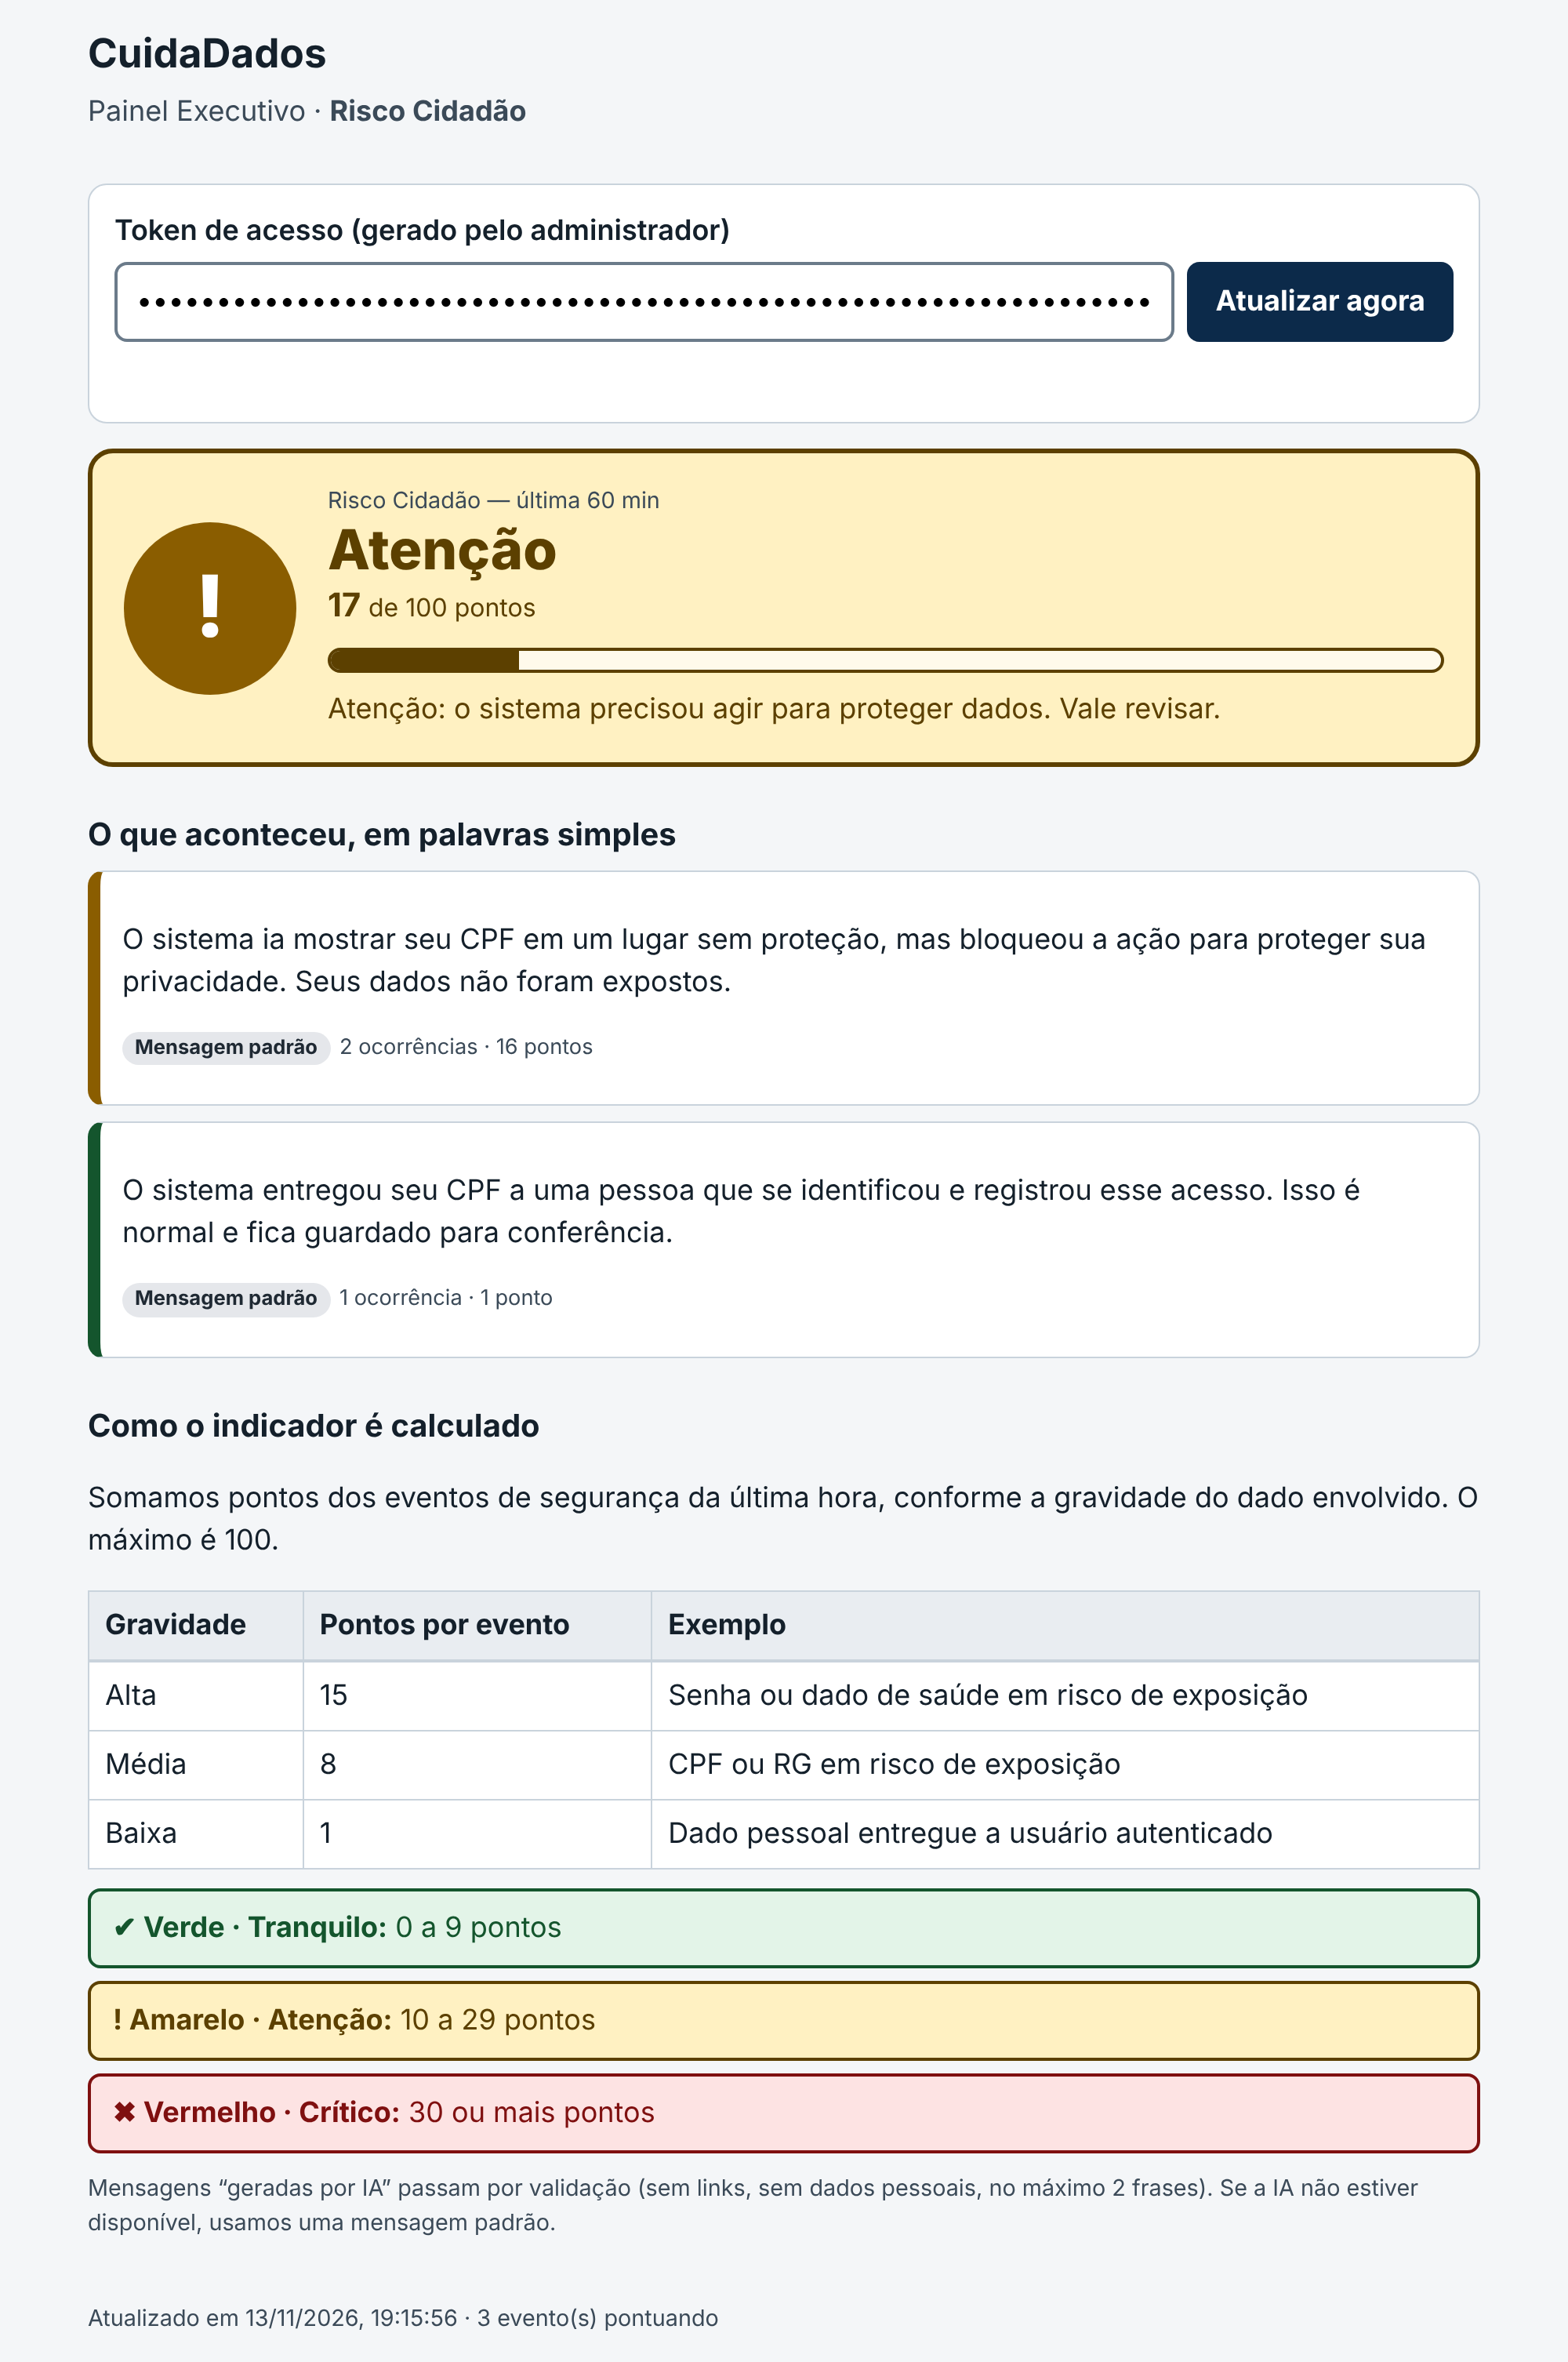 CuidaDados
Painel Executivo · Risco Cidadão
Token de acesso (gerado pelo administrador)
Atualizar agora
!
Risco Cidadão — última 60 min
Atenção
17 de 100 pontos
Atenção: o sistema precisou agir para proteger dados. Vale revisar.
O que aconteceu, em palavras simples
O sistema ia mostrar seu CPF em um lugar sem proteção, mas bloqueou a ação para proteger sua
privacidade. Seus dados não foram expostos.
Mensagem padrão 2 ocorrências · 16 pontos
O sistema entregou seu CPF a uma pessoa que se identificou e registrou esse acesso. Isso é
normal e fica guardado para conferência.
Mensagem padrão 1 ocorrência · 1 ponto
Como o indicador é calculado
Somamos pontos dos eventos de segurança da última hora, conforme a gravidade do dado envolvido. O
máximo é 100.
Gravidade Pontos por evento Exemplo
Alta 15 Senha ou dado de saúde em risco de exposição
Média 8 CPF ou RG em risco de exposição
Baixa 1 Dado pessoal entregue a usuário autenticado
✔ Verde · Tranquilo: 0 a 9 pontos
! Amarelo · Atenção: 10 a 29 pontos
✖ Vermelho · Crítico: 30 ou mais pontos
Mensagens “geradas por IA” passam por validação (sem links, sem dados pessoais, no máximo 2 frases). Se a IA não estiver
disponível, usamos uma mensagem padrão.
Atualizado em 13/11/2026, 19:15:56 · 3 evento(s) pontuando